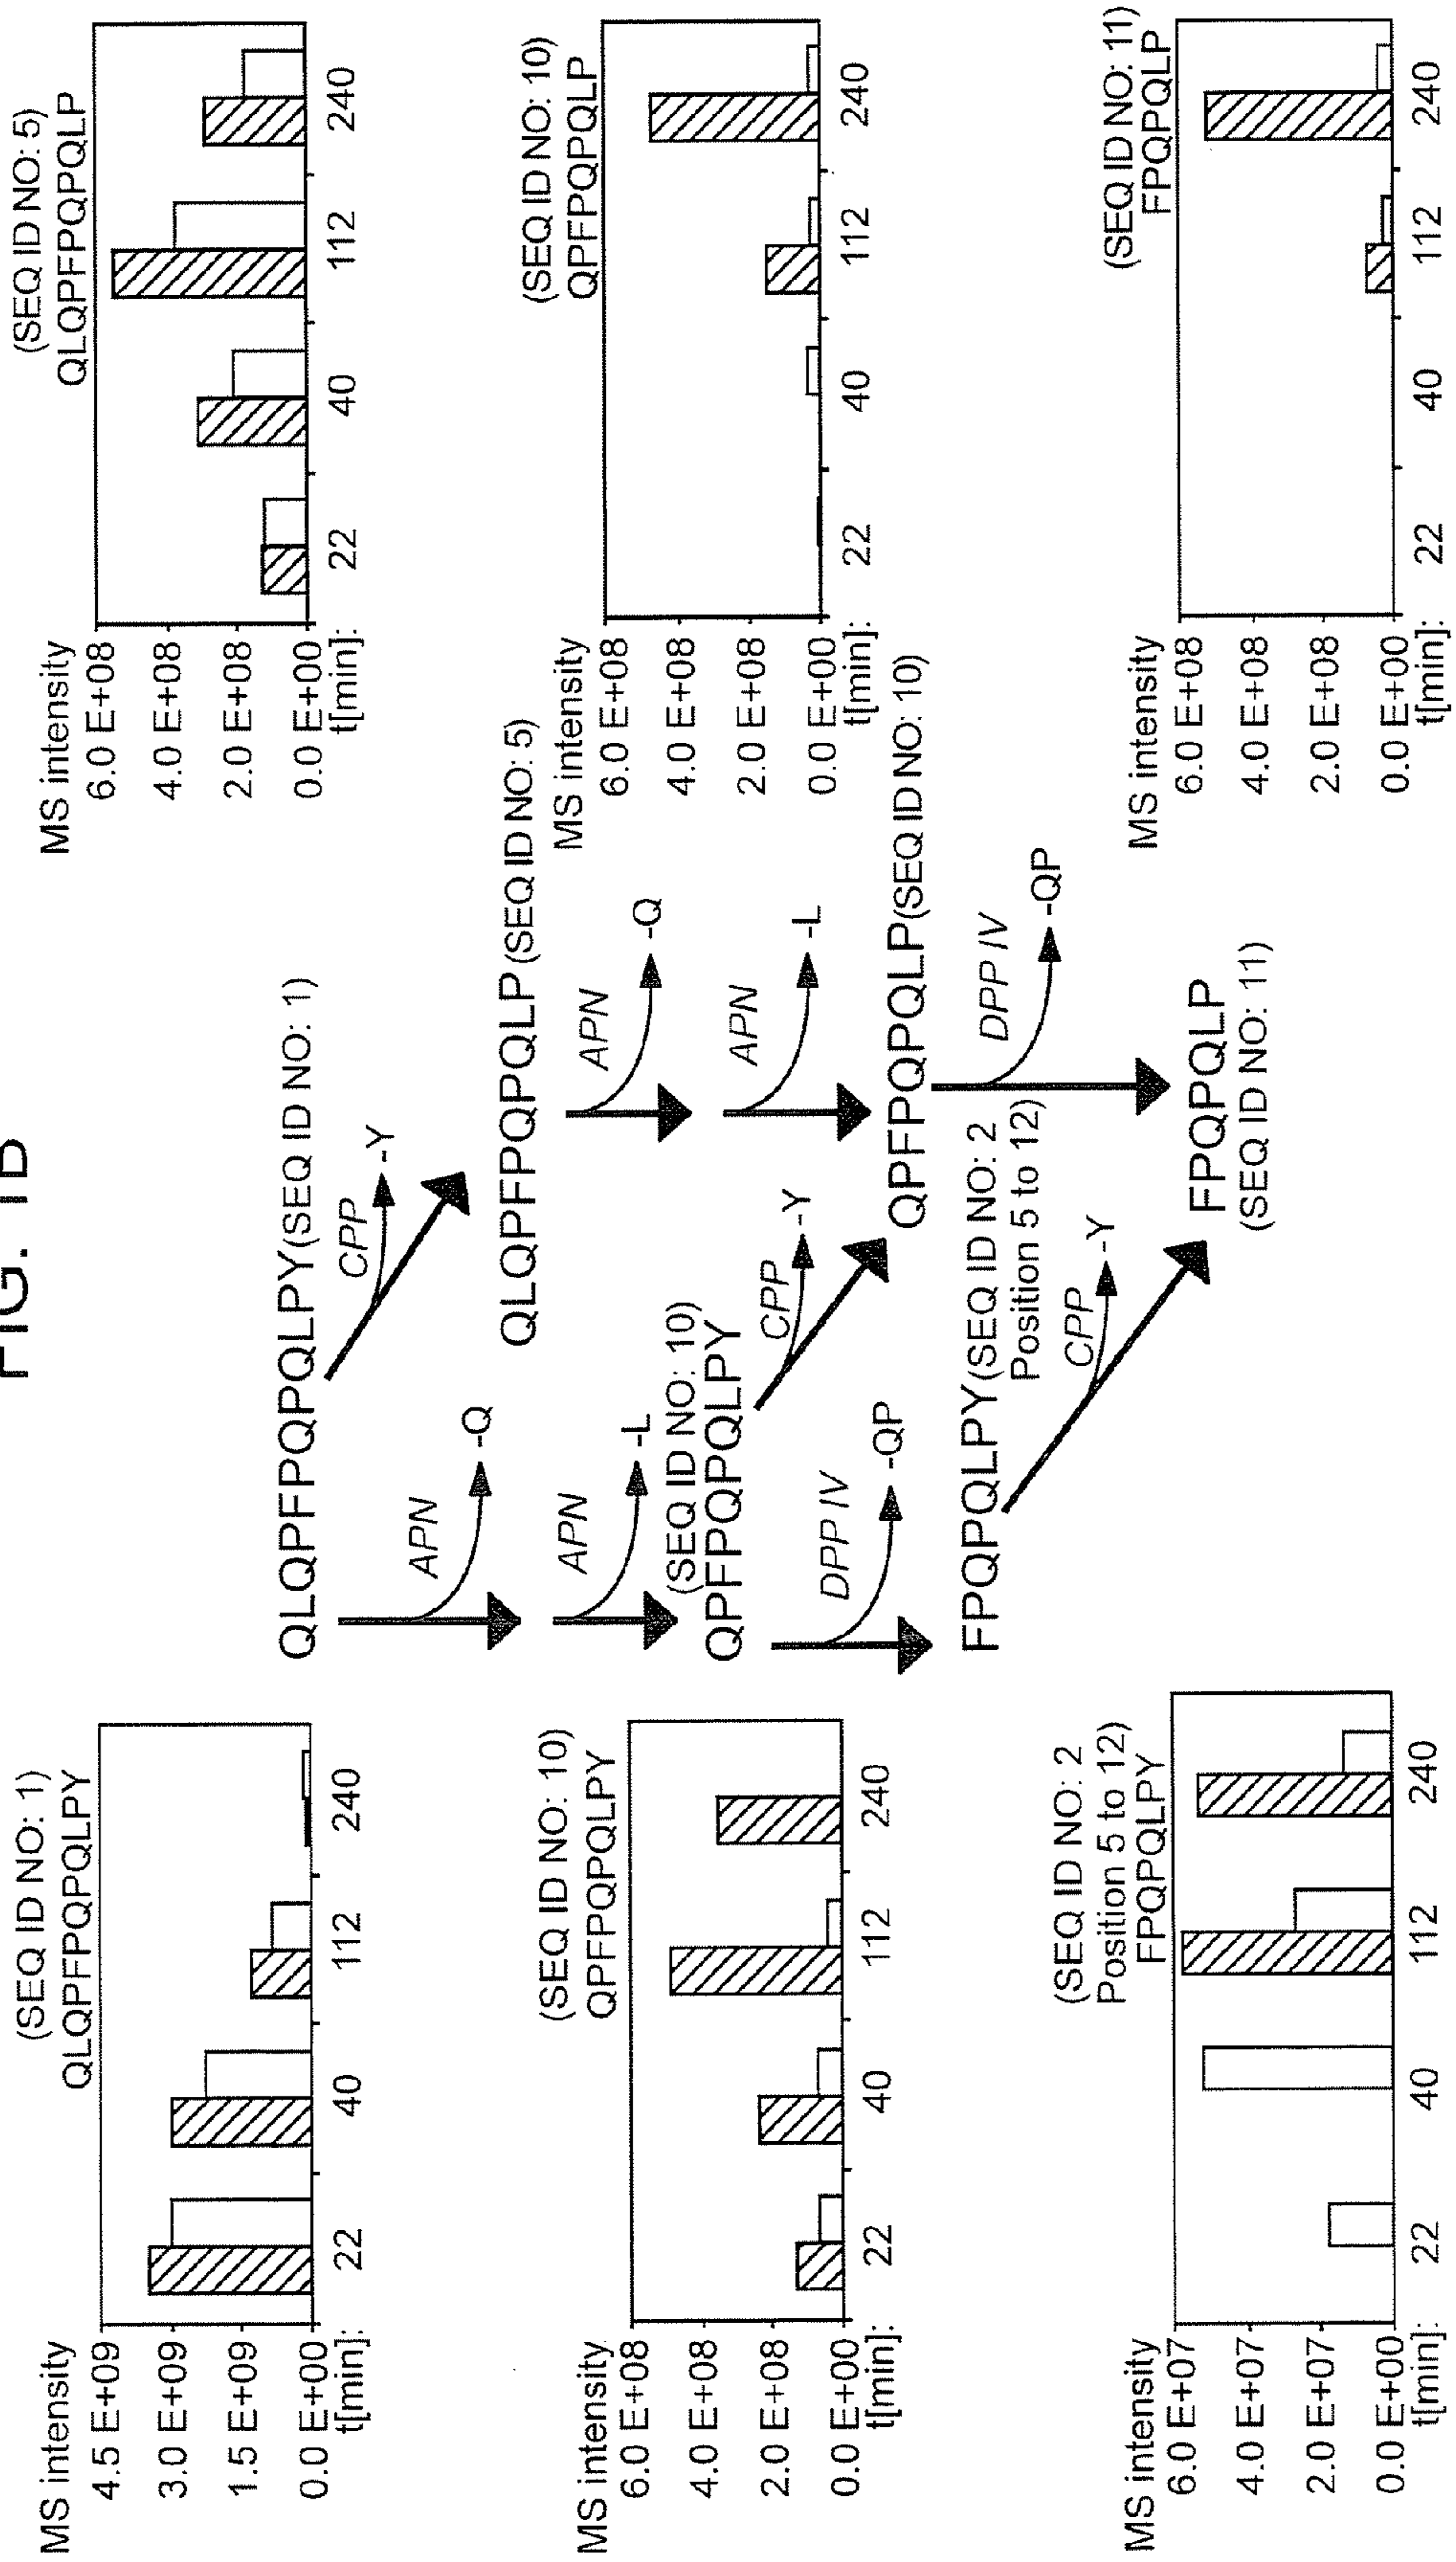 FIG. 1B
(SEQ ID NO: 1)
QLQPFPQPQLPY
MS intensity
4.5 E+09
3.0 E+09
1.5 E+09
0.0 E+00
t[min]:
22
40
112
240
(SEQ ID NO: 10)
QPFPQPQLPY
MS intensity
6.0 E+08
4.0 E+08
2.0 E+08
0.0 E+00
t[min]:
22
40
112
240
(SEQ ID NO: 2
Position 5 to 12)
FPQPQLPY
MS intensity
6.0 E+07
4.0 E+07
2.0 E+07
0.0 E+00
t[min]:
22
40
112
240
QLQPFPQPQLPY(SEQ ID NO: 1)
APN
-Q
CPP
-Y
APN
-L
QLQPFPQPQLP(SEQ ID NO: 5)
(SEQ ID NO: 10)
QPFPQPQLPY
APN
-Q
APN
-L
DPP IV
-QP
CPP
-Y
QPFPQPQLP(SEQ ID NO: 10)
FPQPQLPY(SEQ ID NO: 2
Position 5 to 12)
CPP
-Y
DPP IV
-QP
FPQPQLP
(SEQ ID NO: 11)
(SEQ ID NO: 5)
QLQPFPQPQLP
MS intensity
6.0 E+08
4.0 E+08
2.0 E+08
0.0 E+00
t[min]:
22
40
112
240
(SEQ ID NO: 10)
QPFPQPQLP
MS intensity
6.0 E+08
4.0 E+08
2.0 E+08
0.0 E+00
t[min]:
22
40
112
240
(SEQ ID NO: 11)
FPQPQLP
MS intensity
6.0 E+08
4.0 E+08
2.0 E+08
0.0 E+00
t[min]:
22
40
112
240